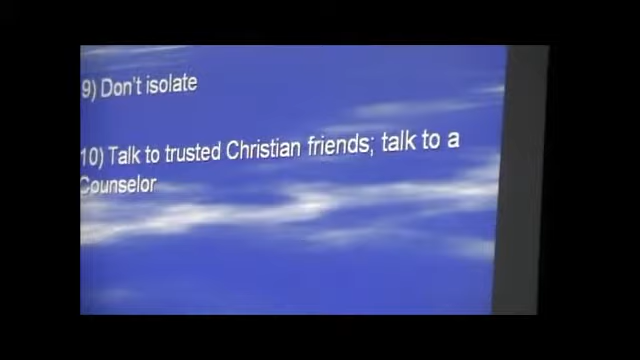 9) Don't isolate
10) Talk to trusted Christian friends; talk to a
Counselor